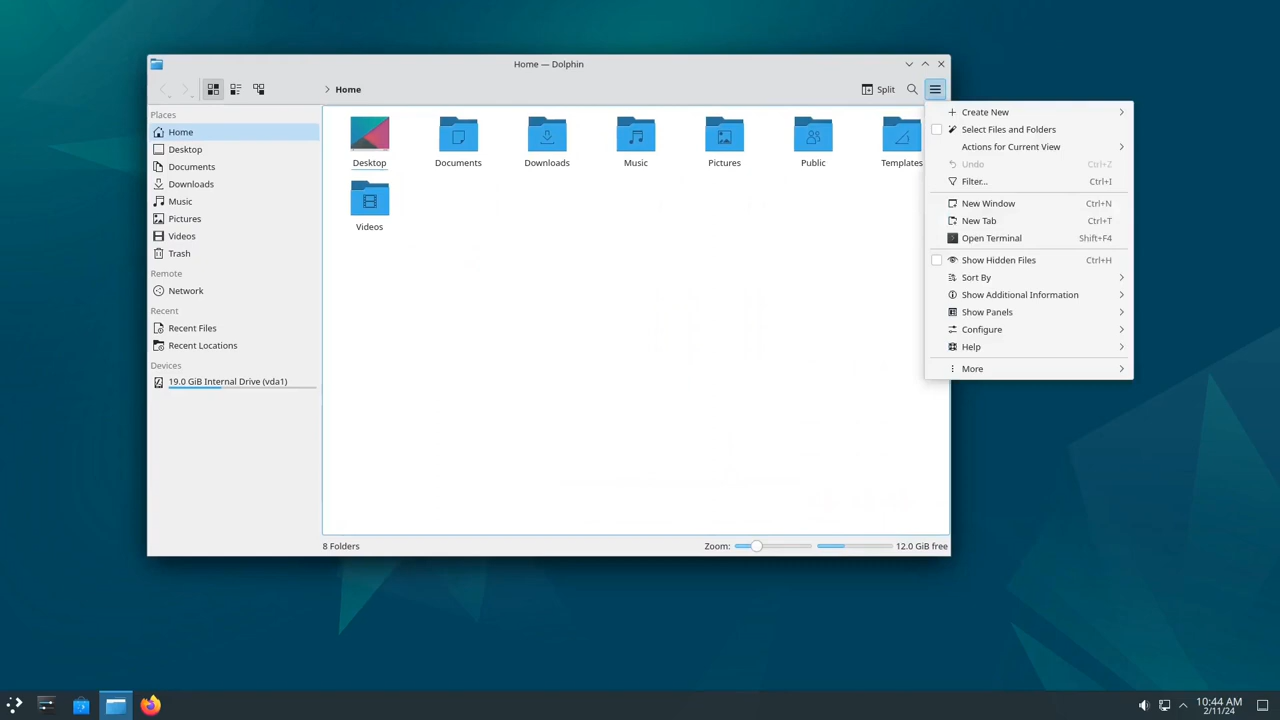 Home — Dolphin
Home
Split
Places
Home
Desktop
Documents
Downloads
Music
Pictures
Videos
Trash
Remote
Network
Recent
Recent Files
Recent Locations
Devices
19.0 GiB Internal Drive (vda1)
Desktop
Documents
Downloads
Music
Pictures
Public
Templates
Videos
Create New
Select Files and Folders
Actions for Current View
Undo Ctrl+Z
Filter... Ctrl+I
New Window Ctrl+N
New Tab Ctrl+T
Open Terminal Shift+F4
Show Hidden Files Ctrl+H
Sort By
Show Additional Information
Show Panels
Configure
Help
More
8 Folders
Zoom:
12.0 GiB free
10:44 AM
2/11/24